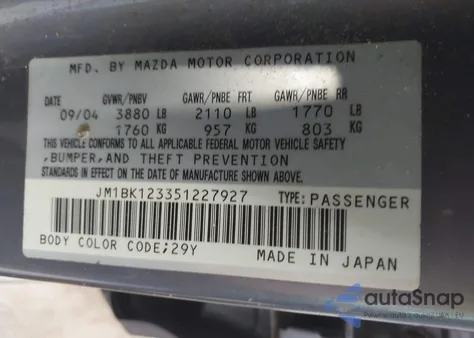 MFD. BY MAZDA MOTOR CORPORATION
DATE GVWR/PNBV GAWR/PNBE FRT GAWR/PNBE RR
09/04 3880 LB 2110 LB 1770 LB
1760 KG 957 KG 803 KG
THIS VEHICLE CONFORMS TO ALL APPLICABLE FEDERAL MOTOR VEHICLE SAFETY
, BUMPER, AND THEFT PREVENTION
STANDARDS IN EFFECT ON THE DATE OF MANUFACTURE SHOWN ABOVE.
JM1BK123351227927 TYPE: PASSENGER
BODY COLOR CODE;29Y MADE IN JAPAN
autoSnap